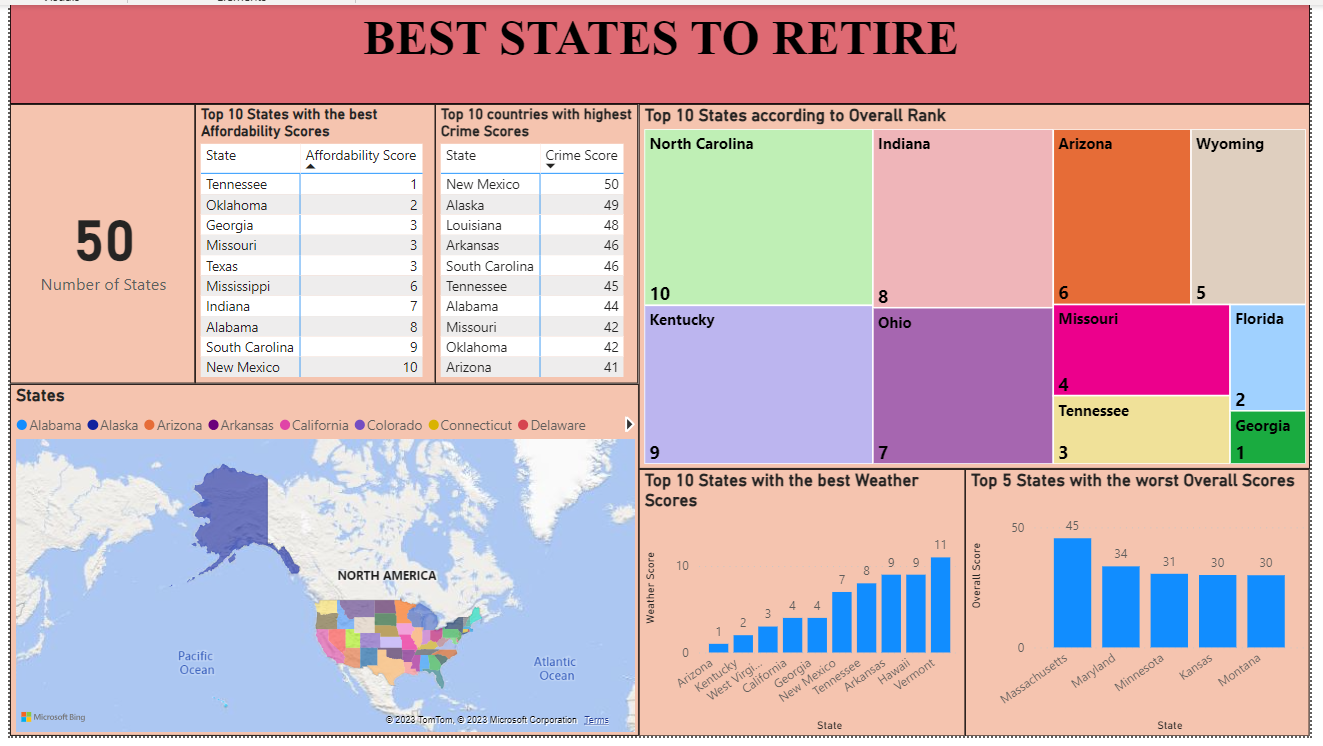 BEST STATES TO RETIRE
50
Number of States
Top 10 States with the best
Affordability Scores
State Affordability Score
Tennessee 1
Oklahoma 2
Georgia 3
Missouri 3
Texas 3
Mississippi 6
Indiana 7
Alabama 8
South Carolina 9
New Mexico 10
Top 10 countries with highest
Crime Scores
State Crime Score
New Mexico 50
Alaska 49
Louisiana 48
Arkansas 46
South Carolina 46
Tennessee 45
Alabama 44
Missouri 42
Oklahoma 42
Arizona 41
Top 10 States according to Overall Rank
North Carolina
10
Indiana
8
Arizona
6
Wyoming
5
Kentucky
9
Ohio
7
Missouri
4
Tennessee
3
Florida
2
Georgia
1
States
Alabama Alaska Arizona Arkansas California Colorado Connecticut Delaware
NORTH AMERICA
Pacific
Ocean
Atlantic
Ocean
Microsoft Bing
© 2023 TomTom, © 2023 Microsoft Corporation Terms
Top 10 States with the best Weather
Scores
Weather Score
10
0
1 2 3 4 4 7 8 9 9 11
Arizona
Kentucky
West Virgi...
California
Georgia
New Mexico
Tennessee
Arkansas
Hawaii
Vermont
State
Top 5 States with the worst Overall Scores
Overall Score
50
0
45 34 31 30 30
Massachusetts
Maryland
Minnesota
Kansas
Montana
State